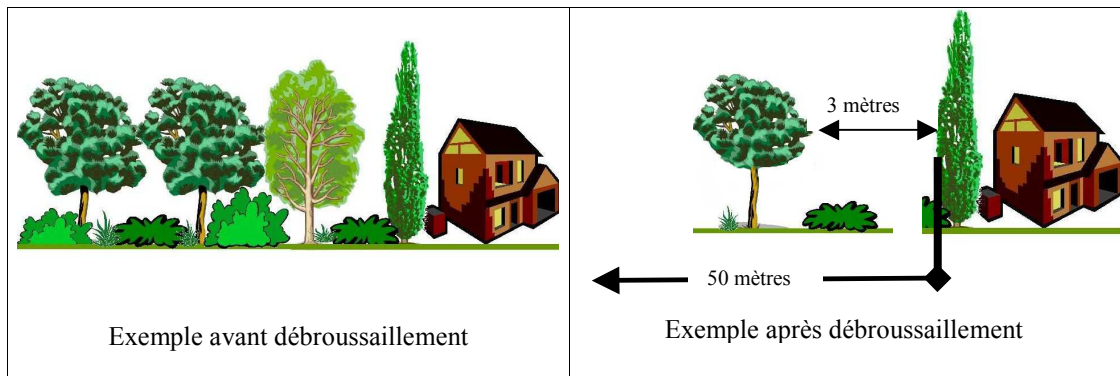 Exemple avant débroussaillement
3 mètres
50 mètres
Exemple après débroussaillement